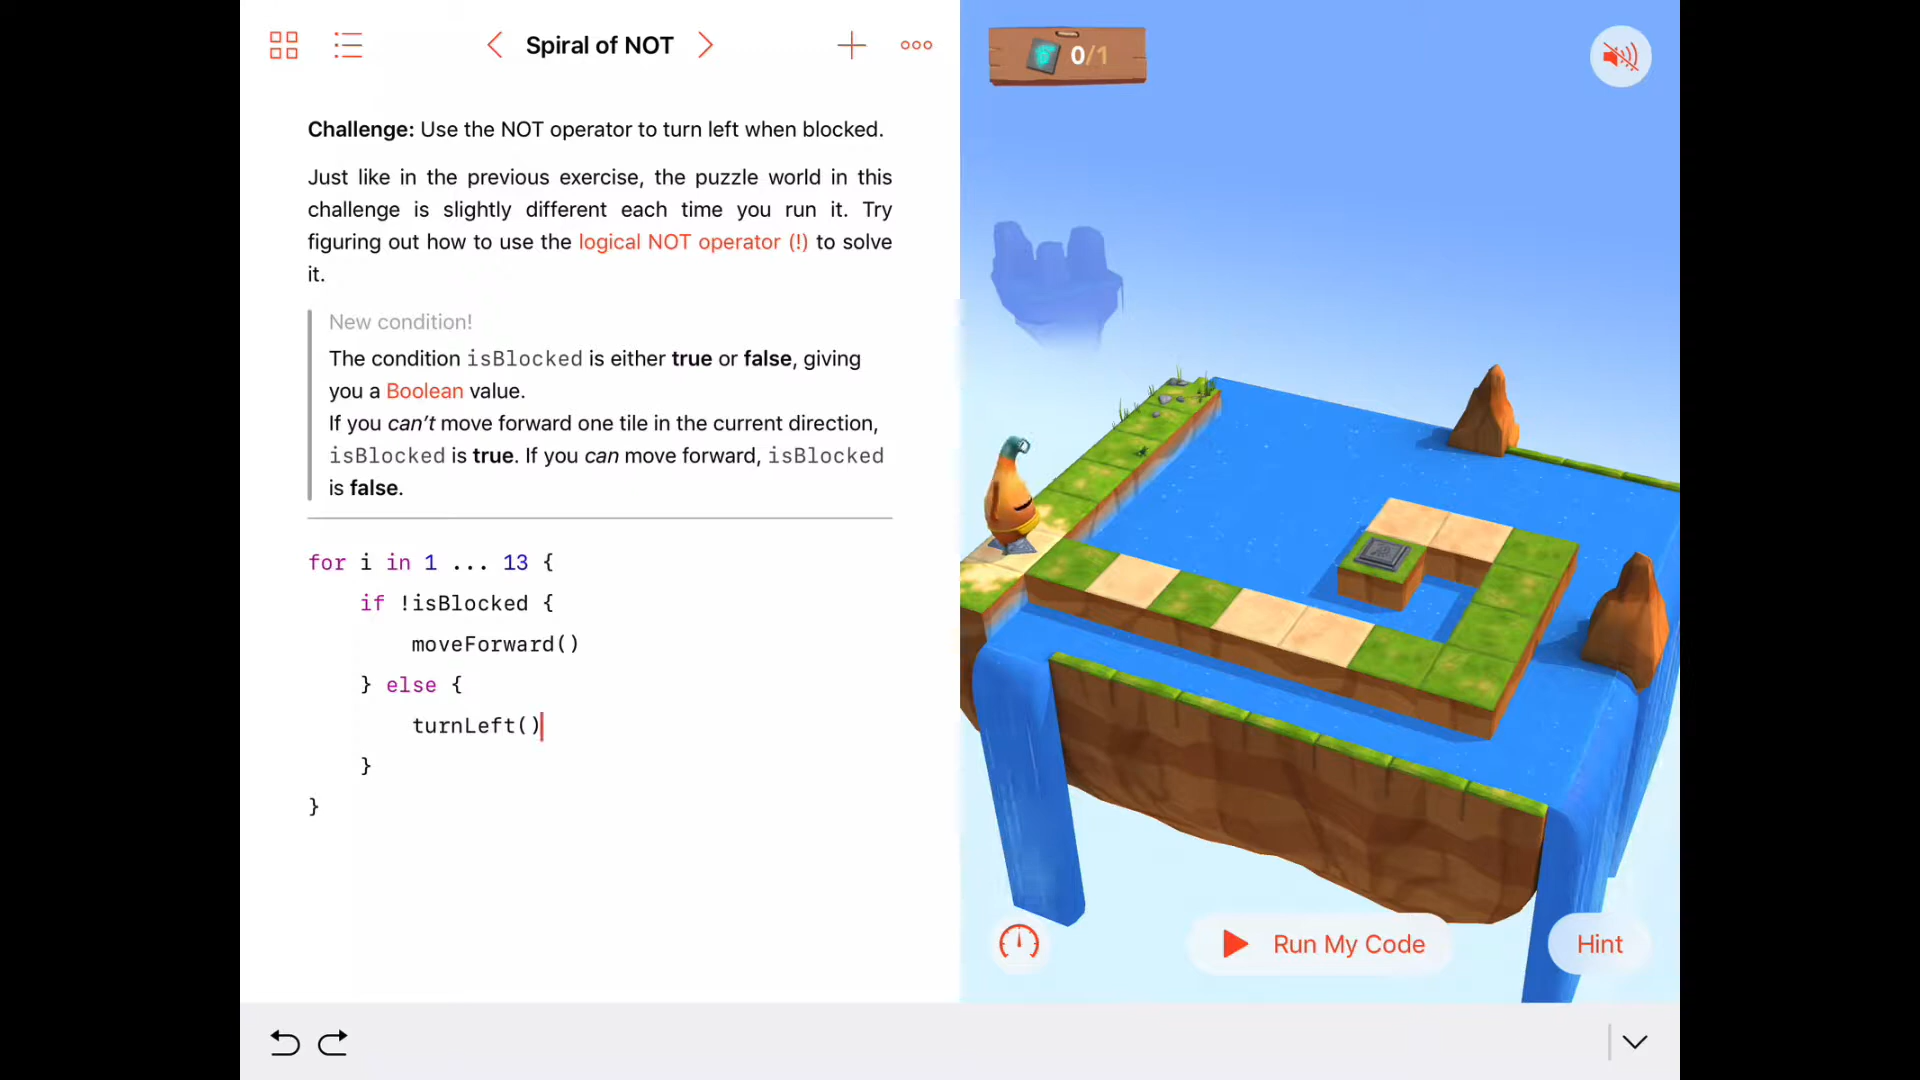 Spiral of NOT
Challenge: Use the NOT operator to turn left when blocked.
Just like in the previous exercise, the puzzle world in this
challenge is slightly different each time you run it. Try
figuring out how to use the logical NOT operator (!) to solve
it.
New condition!
The condition isBlocked is either true or false, giving
you a Boolean value.
If you can’t move forward one tile in the current direction,
isBlocked is true. If you can move forward, isBlocked
is false.
for i in 1 ... 13 {
if !isBlocked {
moveForward()
} else {
turnLeft()
}
}
0/1
Run My Code
Hint